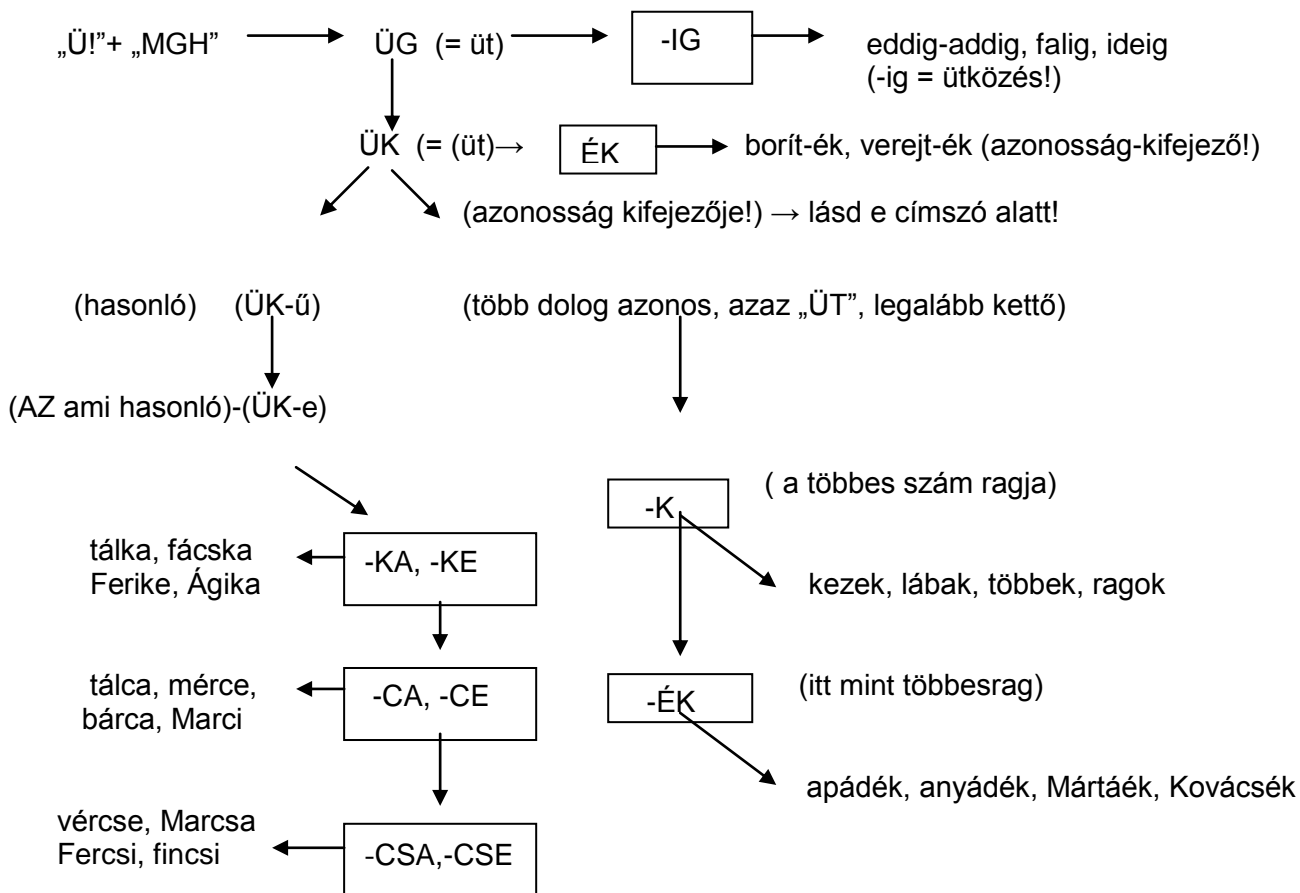 „Ü!"+ „MGH" ÜG (= üt) -IG eddig-addig, falig, ideig
(-ig = ütközés!)
ÜK (= (üt)→ ÉK borít-ék, verejt-ék (azonosság-kifejező!)
(azonosság kifejezője!) → lásd e címszó alatt!
(hasonló) (ÜK-ű) (több dolog azonos, azaz „ÜT”, legalább kettő)
(AZ ami hasonló)-(ÜK-e)
-K ( a többes szám ragja)
tálka, fácska -KA, -KE
Ferike, Ágika
kezek, lábak, többek, ragok
tálca, mérce, -CA, -CE
bárca, Marci
-ÉK (itt mint többesrag)
apádék, anyádék, Mártáék, Kovácsék
vércse, Marcsa
Fercsi, fincsi -CSA,-CSE